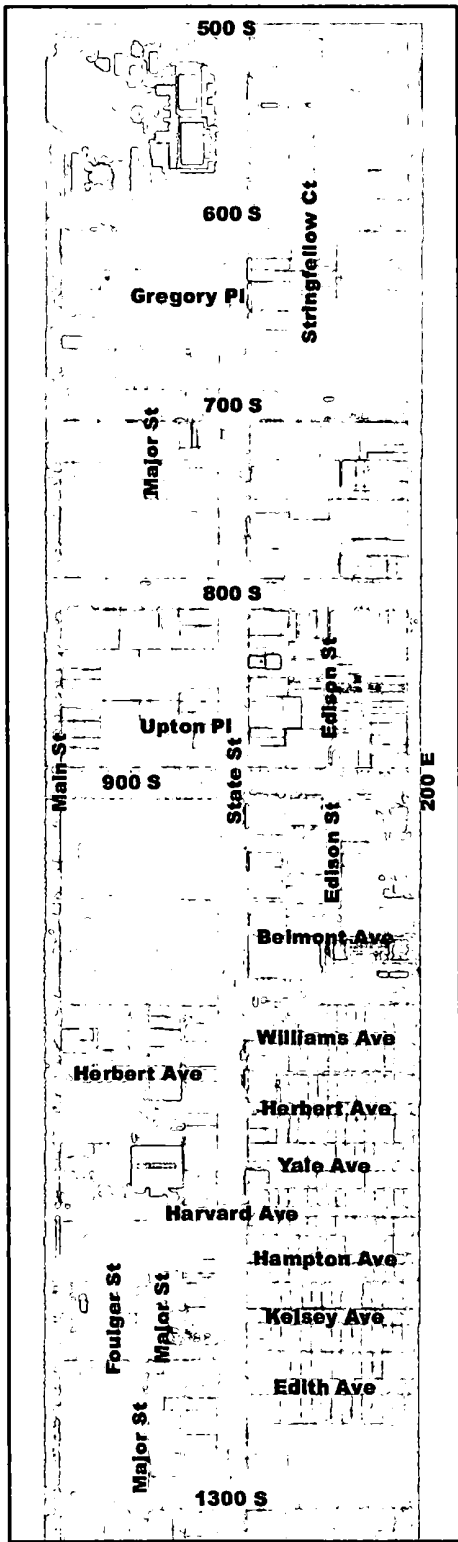 500 S
600 S
Stringfellow Ct
Gregory Pl
700 S
Major St
800 S
Edison St
Upton Pl
Main St
State St
900 S
200 E
Edison St
Belmont Ave
Williams Ave
Herbert Ave
Herbert Ave
Yale Ave
Harvard Ave
Hampton Ave
Foulger St
Major St
Kelsey Ave
Edith Ave
Major St
1300 S